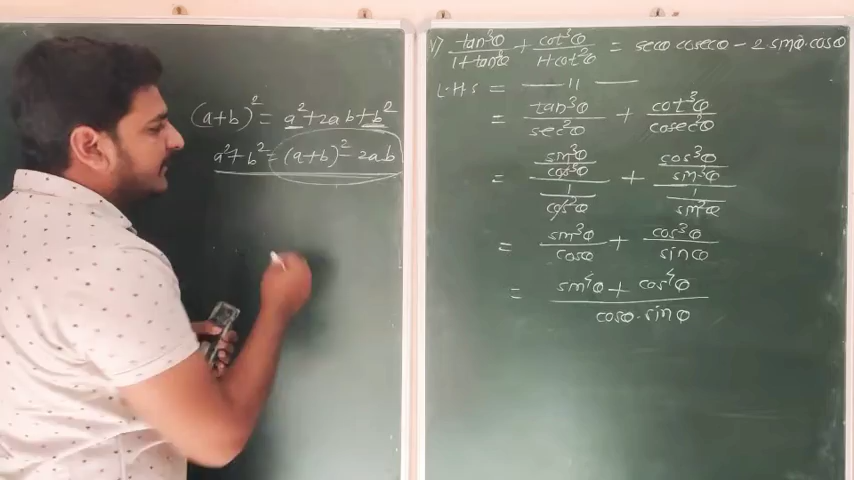 (a+b)² = a²+2ab+b²
a²+b² = (a+b)² - 2ab
v) tan³θ/1+tan²θ + cot³θ/1+cot²θ = secθ cosecθ - 2·sinθ·cosθ
L.H.S = —— 11 ——
= tan³θ/sec²θ + cot³θ/cosec²θ
= (sin³θ/cos³θ)/(1/cos²θ) + (cos³θ/sin³θ)/(1/sin²θ)
= sin³θ/cosθ + cos³θ/sinθ
= sin⁴θ + cos⁴θ/cosθ·sinθ